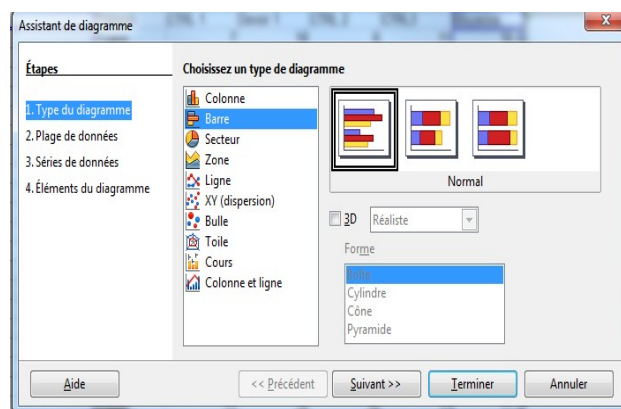 Assistant de diagramme
Étapes
1. Type du diagramme
2. Plage de données
3. Séries de données
4. Éléments du diagramme
Choisissez un type de diagramme
Colonne
Barre
Secteur
Zone
Ligne
XY (dispersion)
Bulle
Toile
Cours
Colonne et ligne
Normal
3D Réaliste
Forme
Cylindre
Cône
Pyramide
Aide
<< Précédent
Suivant >>
Terminer
Annuler